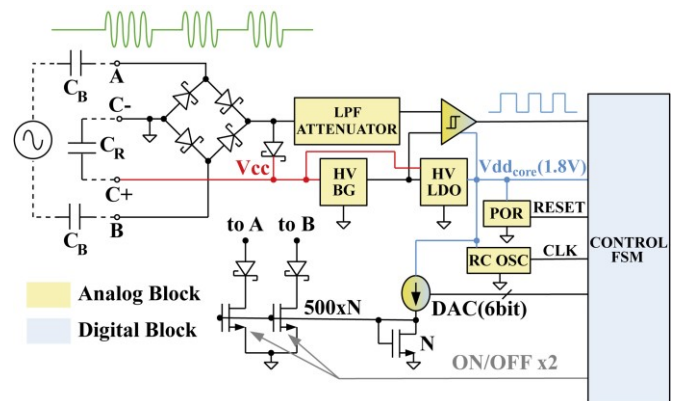 A
C_B
C-
C_R
C+
B
C_B
LPF
ATTENUATOR
Vcc
HV
BG
HV
LDO
Vdd_core(1.8V)
POR
RESET
RC OSC
CLK
CONTROL
FSM
to A
to B
500xN
DAC(6bit)
N
ON/OFF x2
Analog Block
Digital Block